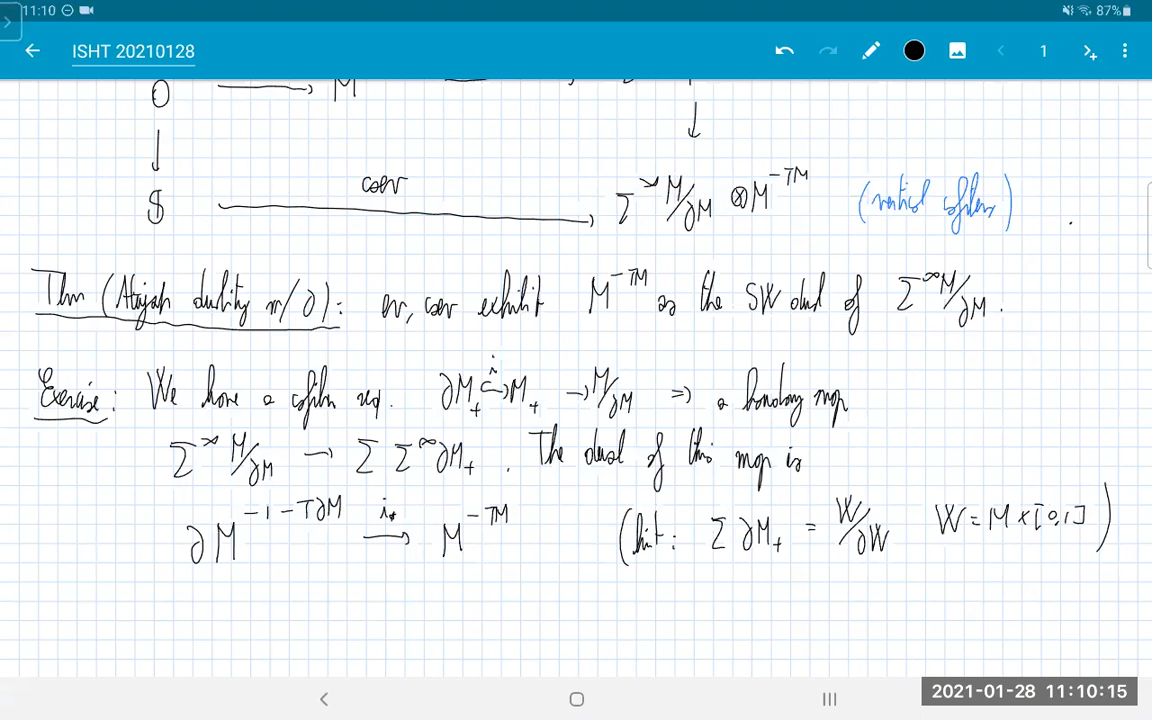 11:10 87%
ISHT 20210128 1
O → M
↓ ↓
$ coev → Σ^∞ M/∂M ⊗ M^{-TM} (vertical cofiber) .
Thm (Atiyah duality w/ ∂): ev, coev exhibit M^{-TM} as the SW dual of Σ^∞ M/∂M .
Exercise: We have a cofiber seq. ∂M_+ i↪ M_+ → M/∂M ⇒ a boundary map
Σ^∞ M/∂M → Σ Σ^∞ ∂M_+ . The dual of this map is
∂M^{-1-T∂M} i_* → M^{-TM} (hint: Σ ∂M_+ = W/∂W W = M × [0,1])
2021-01-28 11:10:15